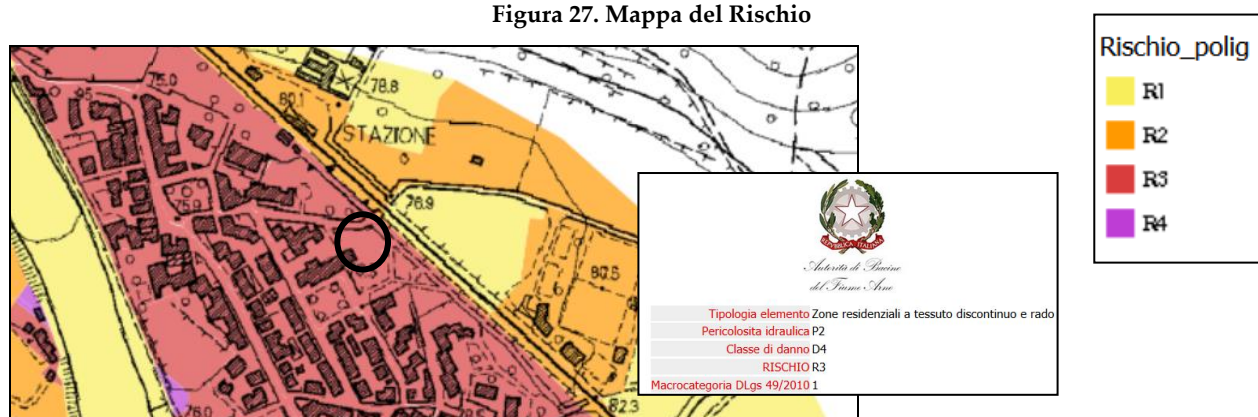 Figura 27. Mappa del Rischio
Rischio_polig
R1
R2
R3
R4
75.0
80.1
78.8
STAZIONE
75.9
76.9
80.5
76.0
82.3
REPVBBLICA ITALIANA
Autorità di Bacino
del Fiume Arno
Tipologia elemento Zone residenziali a tessuto discontinuo e rado
Pericolosita idraulica P2
Classe di danno D4
RISCHIO R3
Macrocategoria DLgs 49/2010 1